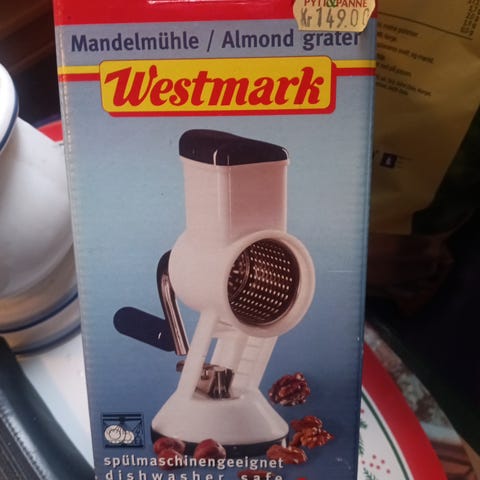 PYTT&PANNE
Kr 149.00
Mandelmühle / Almond grater
Westmark
spülmaschinengeeignet
dishwasher safe